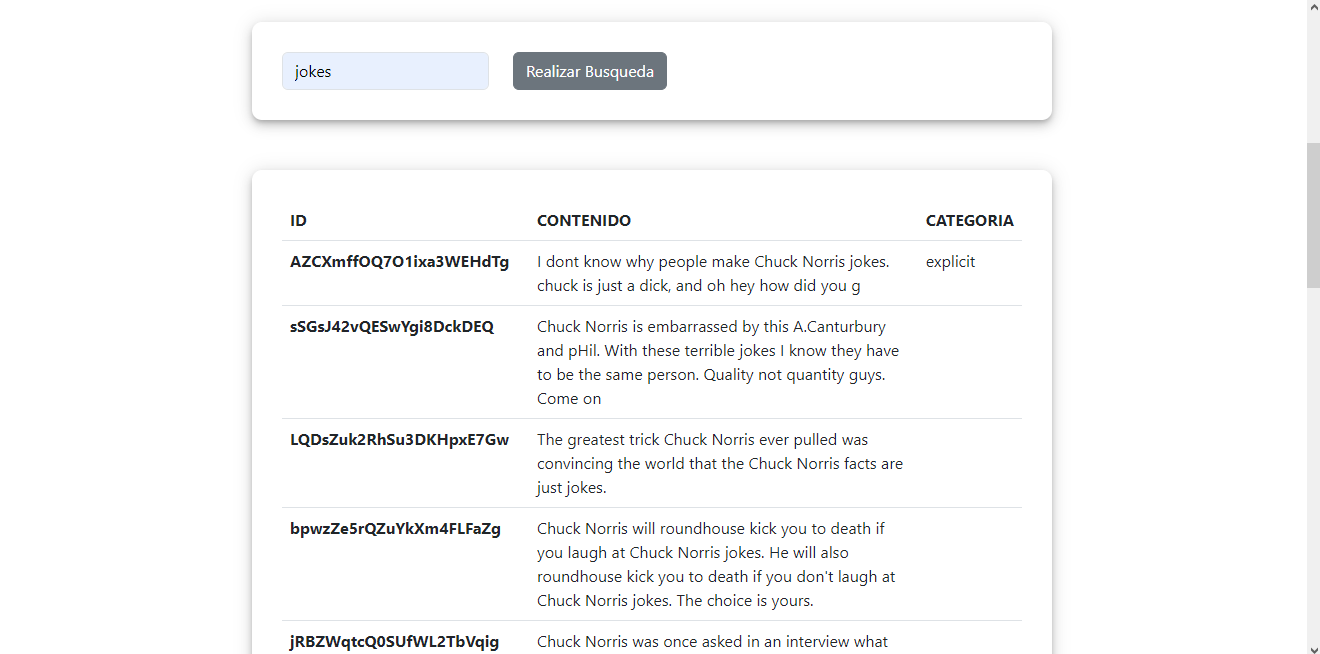 jokes
Realizar Busqueda
ID CONTENIDO CATEGORIA
AZCXmffOQ7O1ixa3WEHdTg I dont know why people make Chuck Norris jokes. explicit
chuck is just a dick, and oh hey how did you g
sSGsJ42vQESwYgi8DckDEQ Chuck Norris is embarrassed by this A.Canturbury
and pHil. With these terrible jokes I know they have
to be the same person. Quality not quantity guys.
Come on
LQDsZuk2RhSu3DKHpxE7Gw The greatest trick Chuck Norris ever pulled was
convincing the world that the Chuck Norris facts are
just jokes.
bpwzZe5rQZuYkXm4FLFaZg Chuck Norris will roundhouse kick you to death if
you laugh at Chuck Norris jokes. He will also
roundhouse kick you to death if you don't laugh at
Chuck Norris jokes. The choice is yours.
jRBZWqtcQ0SUfWL2TbVqig Chuck Norris was once asked in an interview what